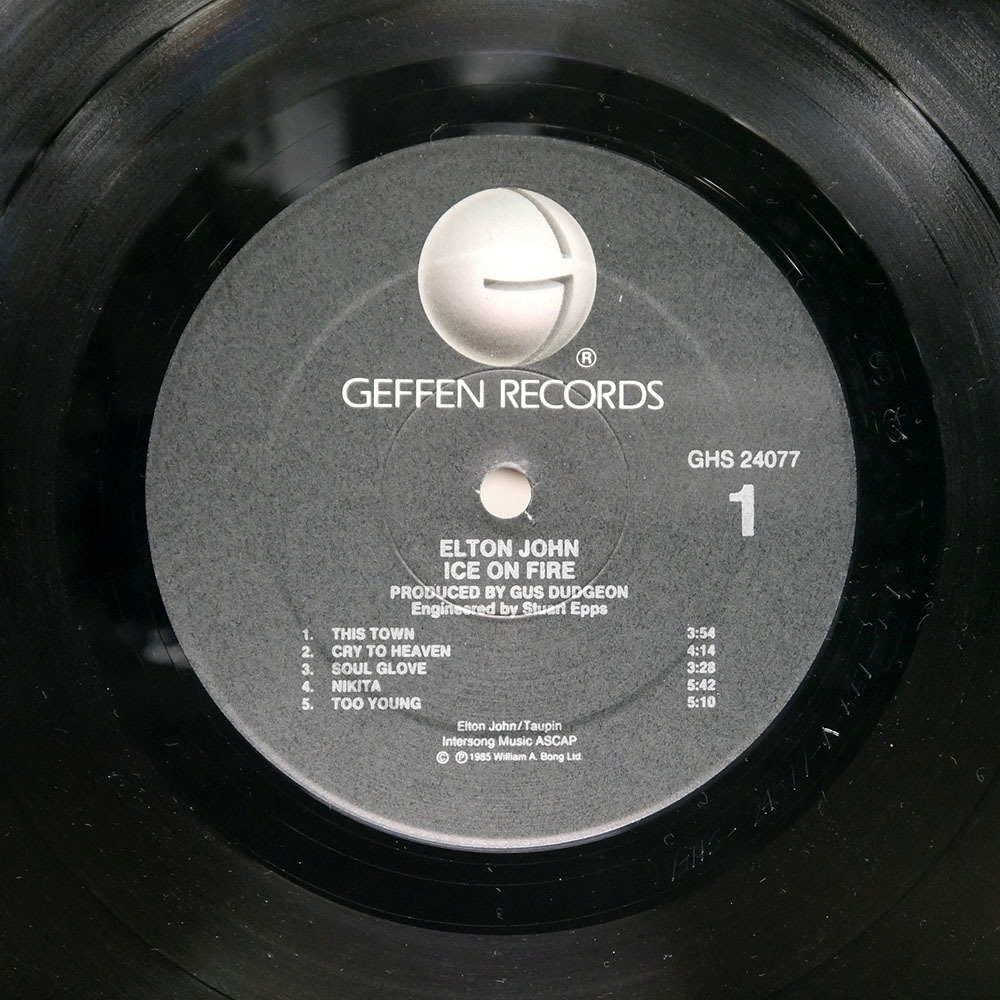 ®
GEFFEN RECORDS
GHS 24077
1
ELTON JOHN
ICE ON FIRE
PRODUCED BY GUS DUDGEON
Engineered by Stuart Epps
1. THIS TOWN 3:54
2. CRY TO HEAVEN 4:14
3. SOUL GLOVE 3:28
4. NIKITA 5:42
5. TOO YOUNG 5:10
Elton John/Taupin
Intersong Music ASCAP
© ℗ 1985 William A. Bong Ltd.